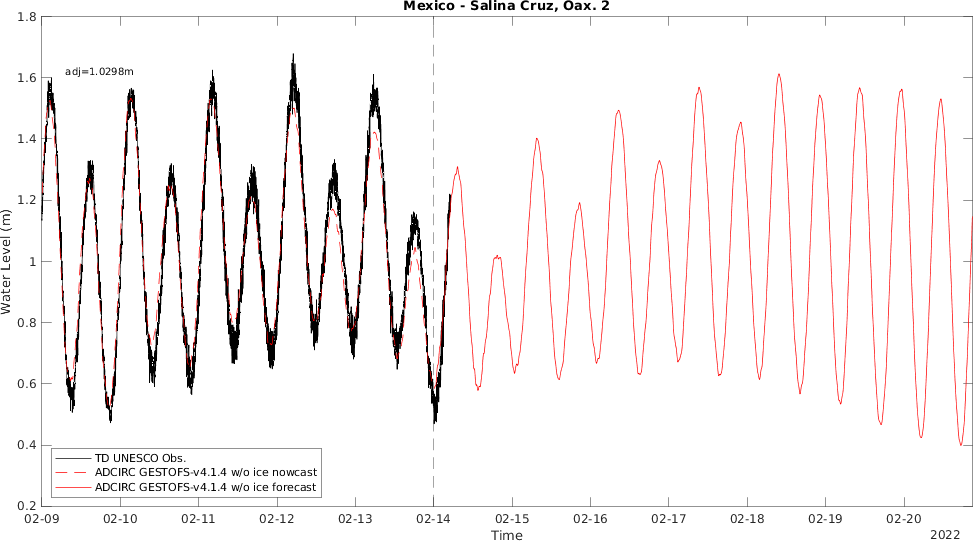 Mexico - Salina Cruz, Oax. 2
1.8
1.6
1.4
1.2
1
0.8
0.6
0.4
0.2
Water Level (m)
adj=1.0298m
TD UNESCO Obs.
ADCIRC GESTOFS-v4.1.4 w/o ice nowcast
ADCIRC GESTOFS-v4.1.4 w/o ice forecast
02-09 02-10 02-11 02-12 02-13 02-14 02-15 02-16 02-17 02-18 02-19 02-20
Time
2022